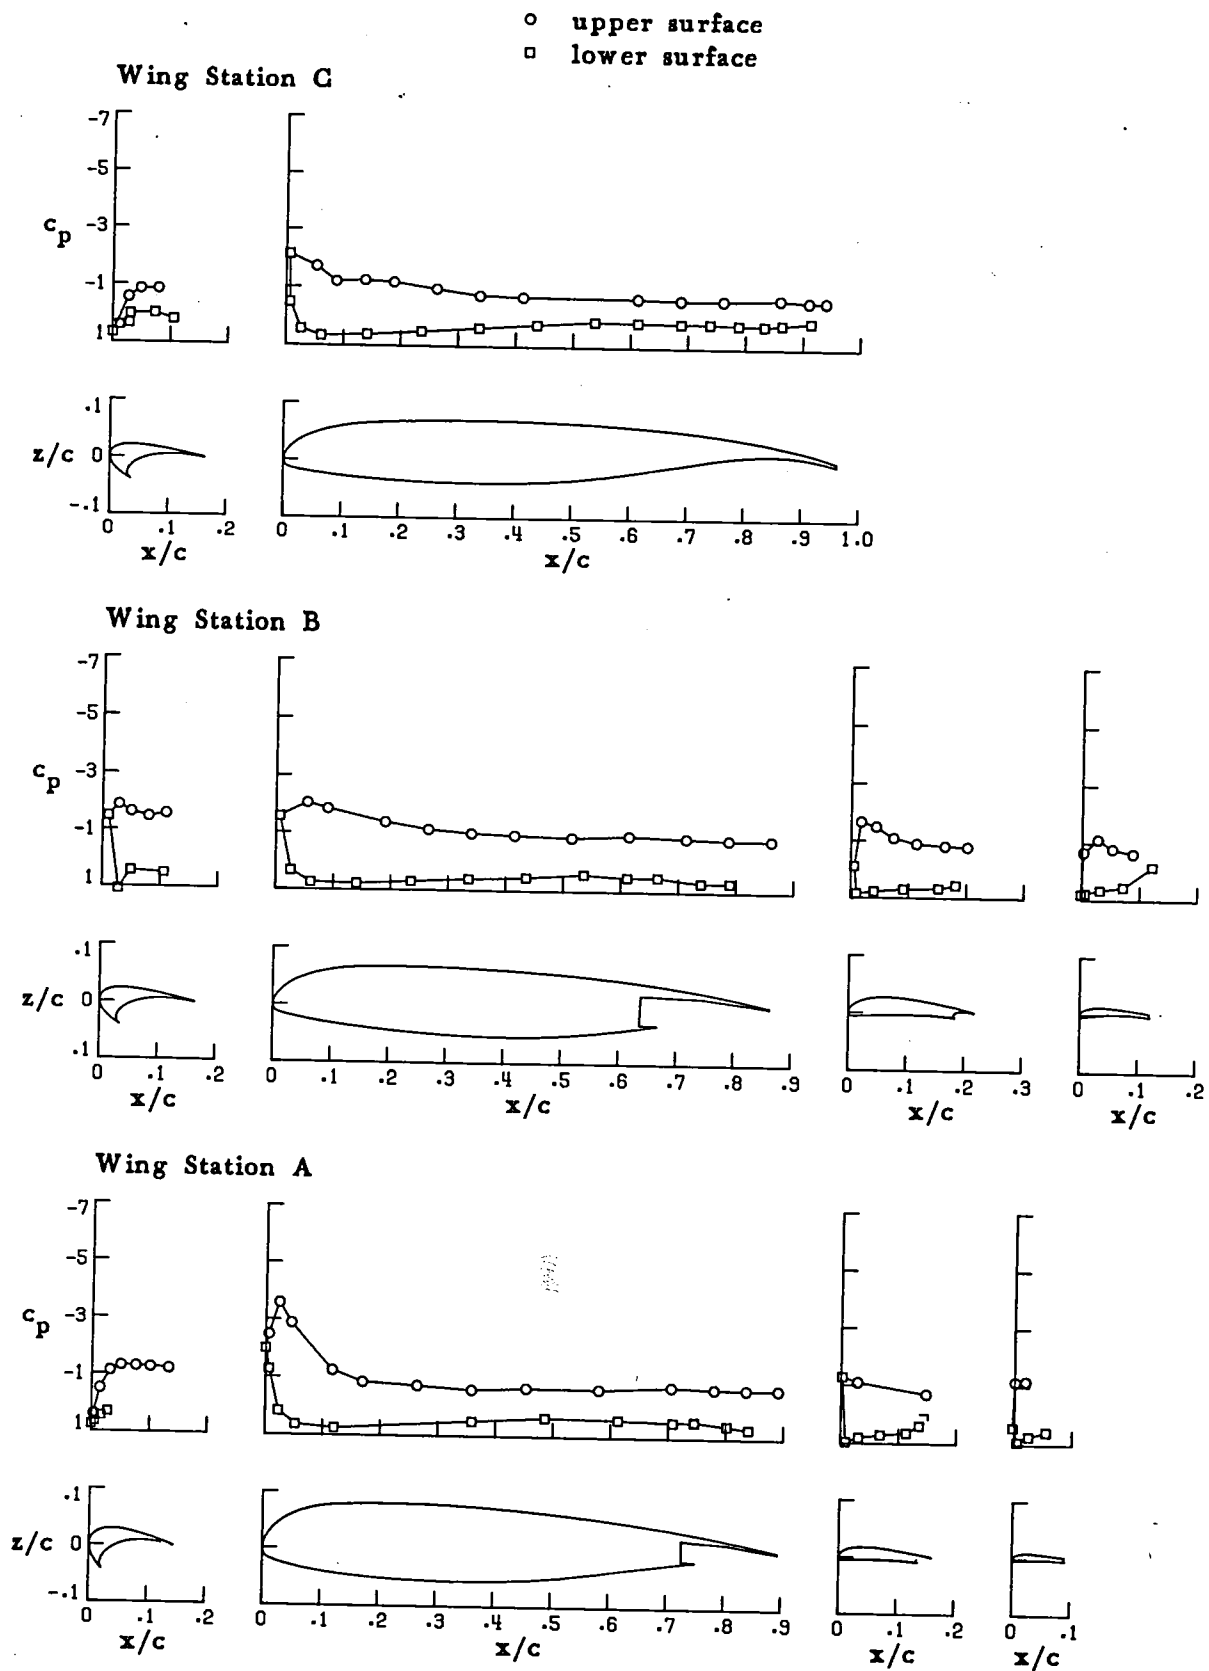 upper surface
lower surface
Wing Station C
-7
-5
-3
-1
1
c_p
.1
0
-.1
z/c
0 .1 .2
x/c
0 .1 .2 .3 .4 .5 .6 .7 .8 .9 1.0
x/c
Wing Station B
-7
-5
-3
-1
1
c_p
.1
0
.1
z/c
0 .1 .2
x/c
0 .1 .2 .3 .4 .5 .6 .7 .8 .9
x/c
0 .1 .2 .3
x/c
0 .1 .2
x/c
Wing Station A
-7
-5
-3
-1
1
c_p
.1
0
-.1
z/c
0 .1 .2
x/c
0 .1 .2 .3 .4 .5 .6 .7 .8 .9
x/c
0 .1 .2
x/c
0 .1
x/c